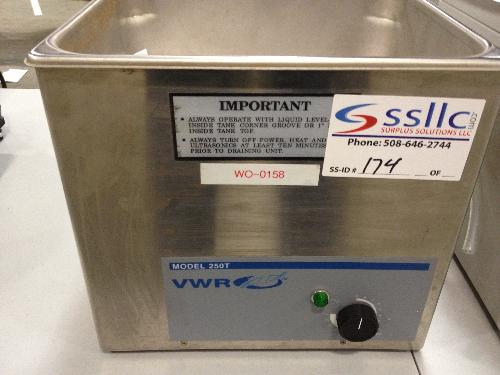 IMPORTANT
• ALWAYS OPERATE WITH LIQUID LEVEL
INSIDE TANK CORNER GROOVE OR 1"
INSIDE TANK TOP.
• ALWAYS TURN OFF POWER, HEAT AND
ULTRASONICS AT LEAST TEN MINUTES
PRIOR TO DRAINING UNIT.
ssllc.com
SURPLUS SOLUTIONS LLC
Phone: 508-646-2744
SS-ID # 174 OF
WO-0158
MODEL 250T
VWR